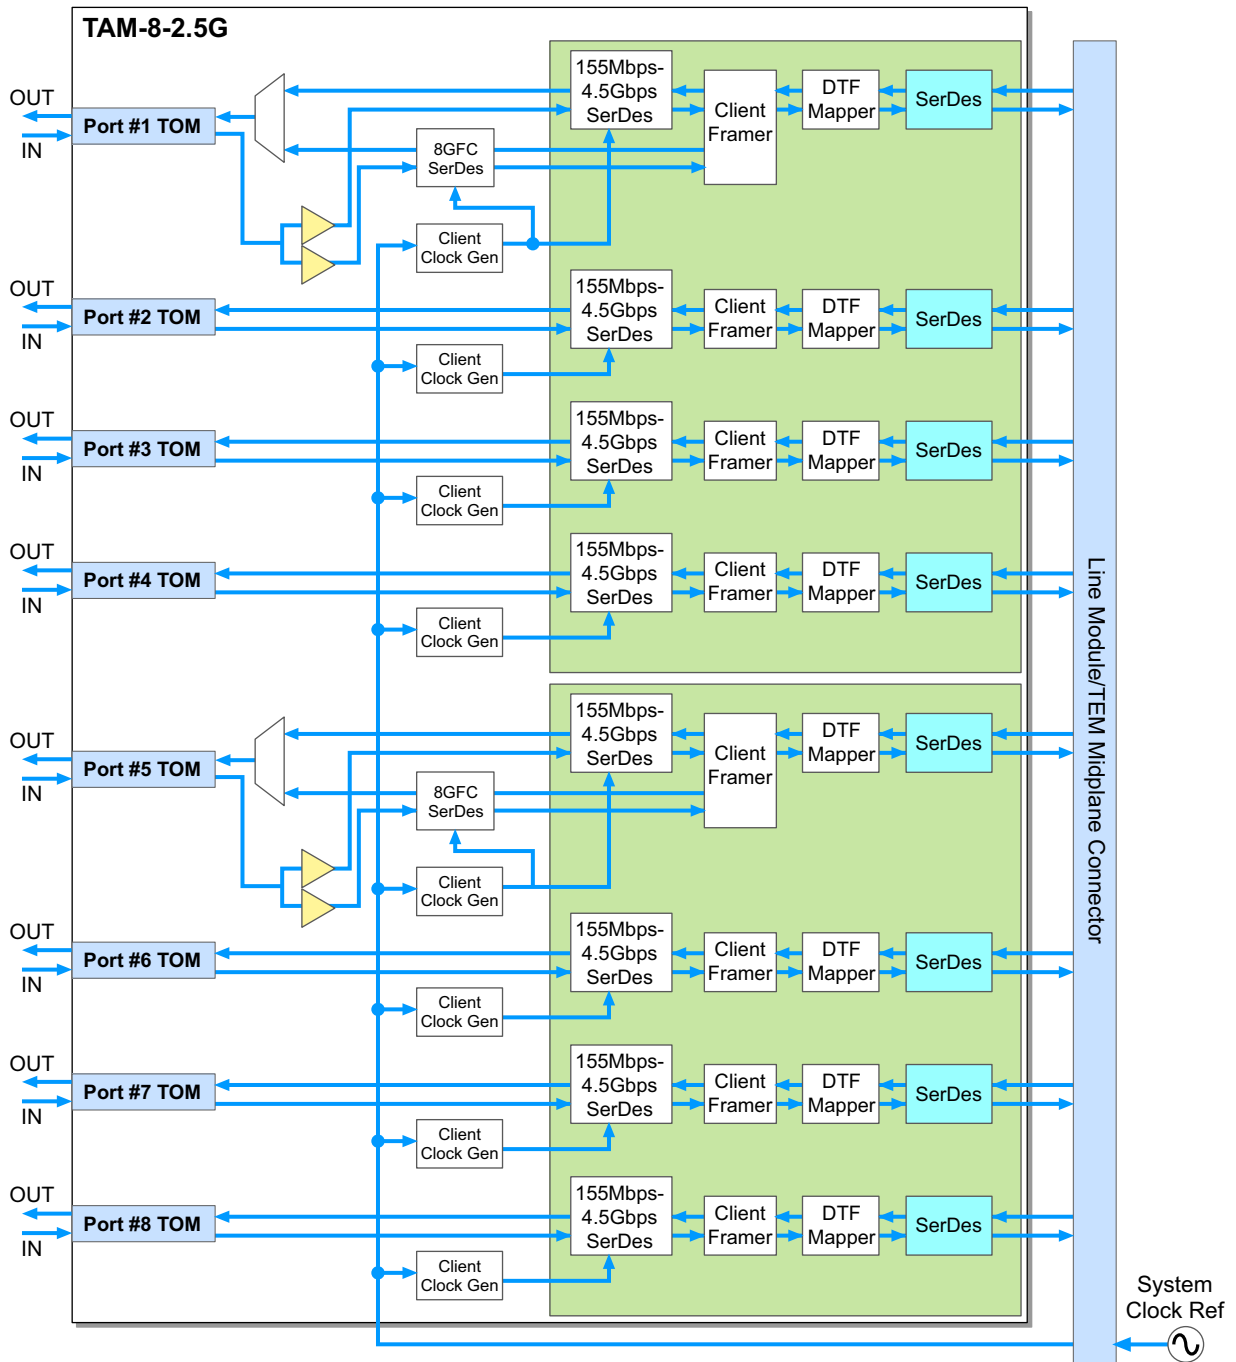 TAM-8-2.5G
OUT
IN
Port #1 TOM
155Mbps-
4.5Gbps
SerDes
Client
Framer
DTF
Mapper
SerDes
8GFC
SerDes
Client
Clock Gen
OUT
IN
Port #2 TOM
155Mbps-
4.5Gbps
SerDes
Client
Framer
DTF
Mapper
SerDes
Client
Clock Gen
OUT
IN
Port #3 TOM
155Mbps-
4.5Gbps
SerDes
Client
Framer
DTF
Mapper
SerDes
Client
Clock Gen
OUT
IN
Port #4 TOM
155Mbps-
4.5Gbps
SerDes
Client
Framer
DTF
Mapper
SerDes
Client
Clock Gen
Line Module/TEM Midplane Connector
OUT
IN
Port #5 TOM
155Mbps-
4.5Gbps
SerDes
Client
Framer
DTF
Mapper
SerDes
8GFC
SerDes
Client
Clock Gen
OUT
IN
Port #6 TOM
155Mbps-
4.5Gbps
SerDes
Client
Framer
DTF
Mapper
SerDes
Client
Clock Gen
OUT
IN
Port #7 TOM
155Mbps-
4.5Gbps
SerDes
Client
Framer
DTF
Mapper
SerDes
Client
Clock Gen
OUT
IN
Port #8 TOM
155Mbps-
4.5Gbps
SerDes
Client
Framer
DTF
Mapper
SerDes
Client
Clock Gen
System
Clock Ref